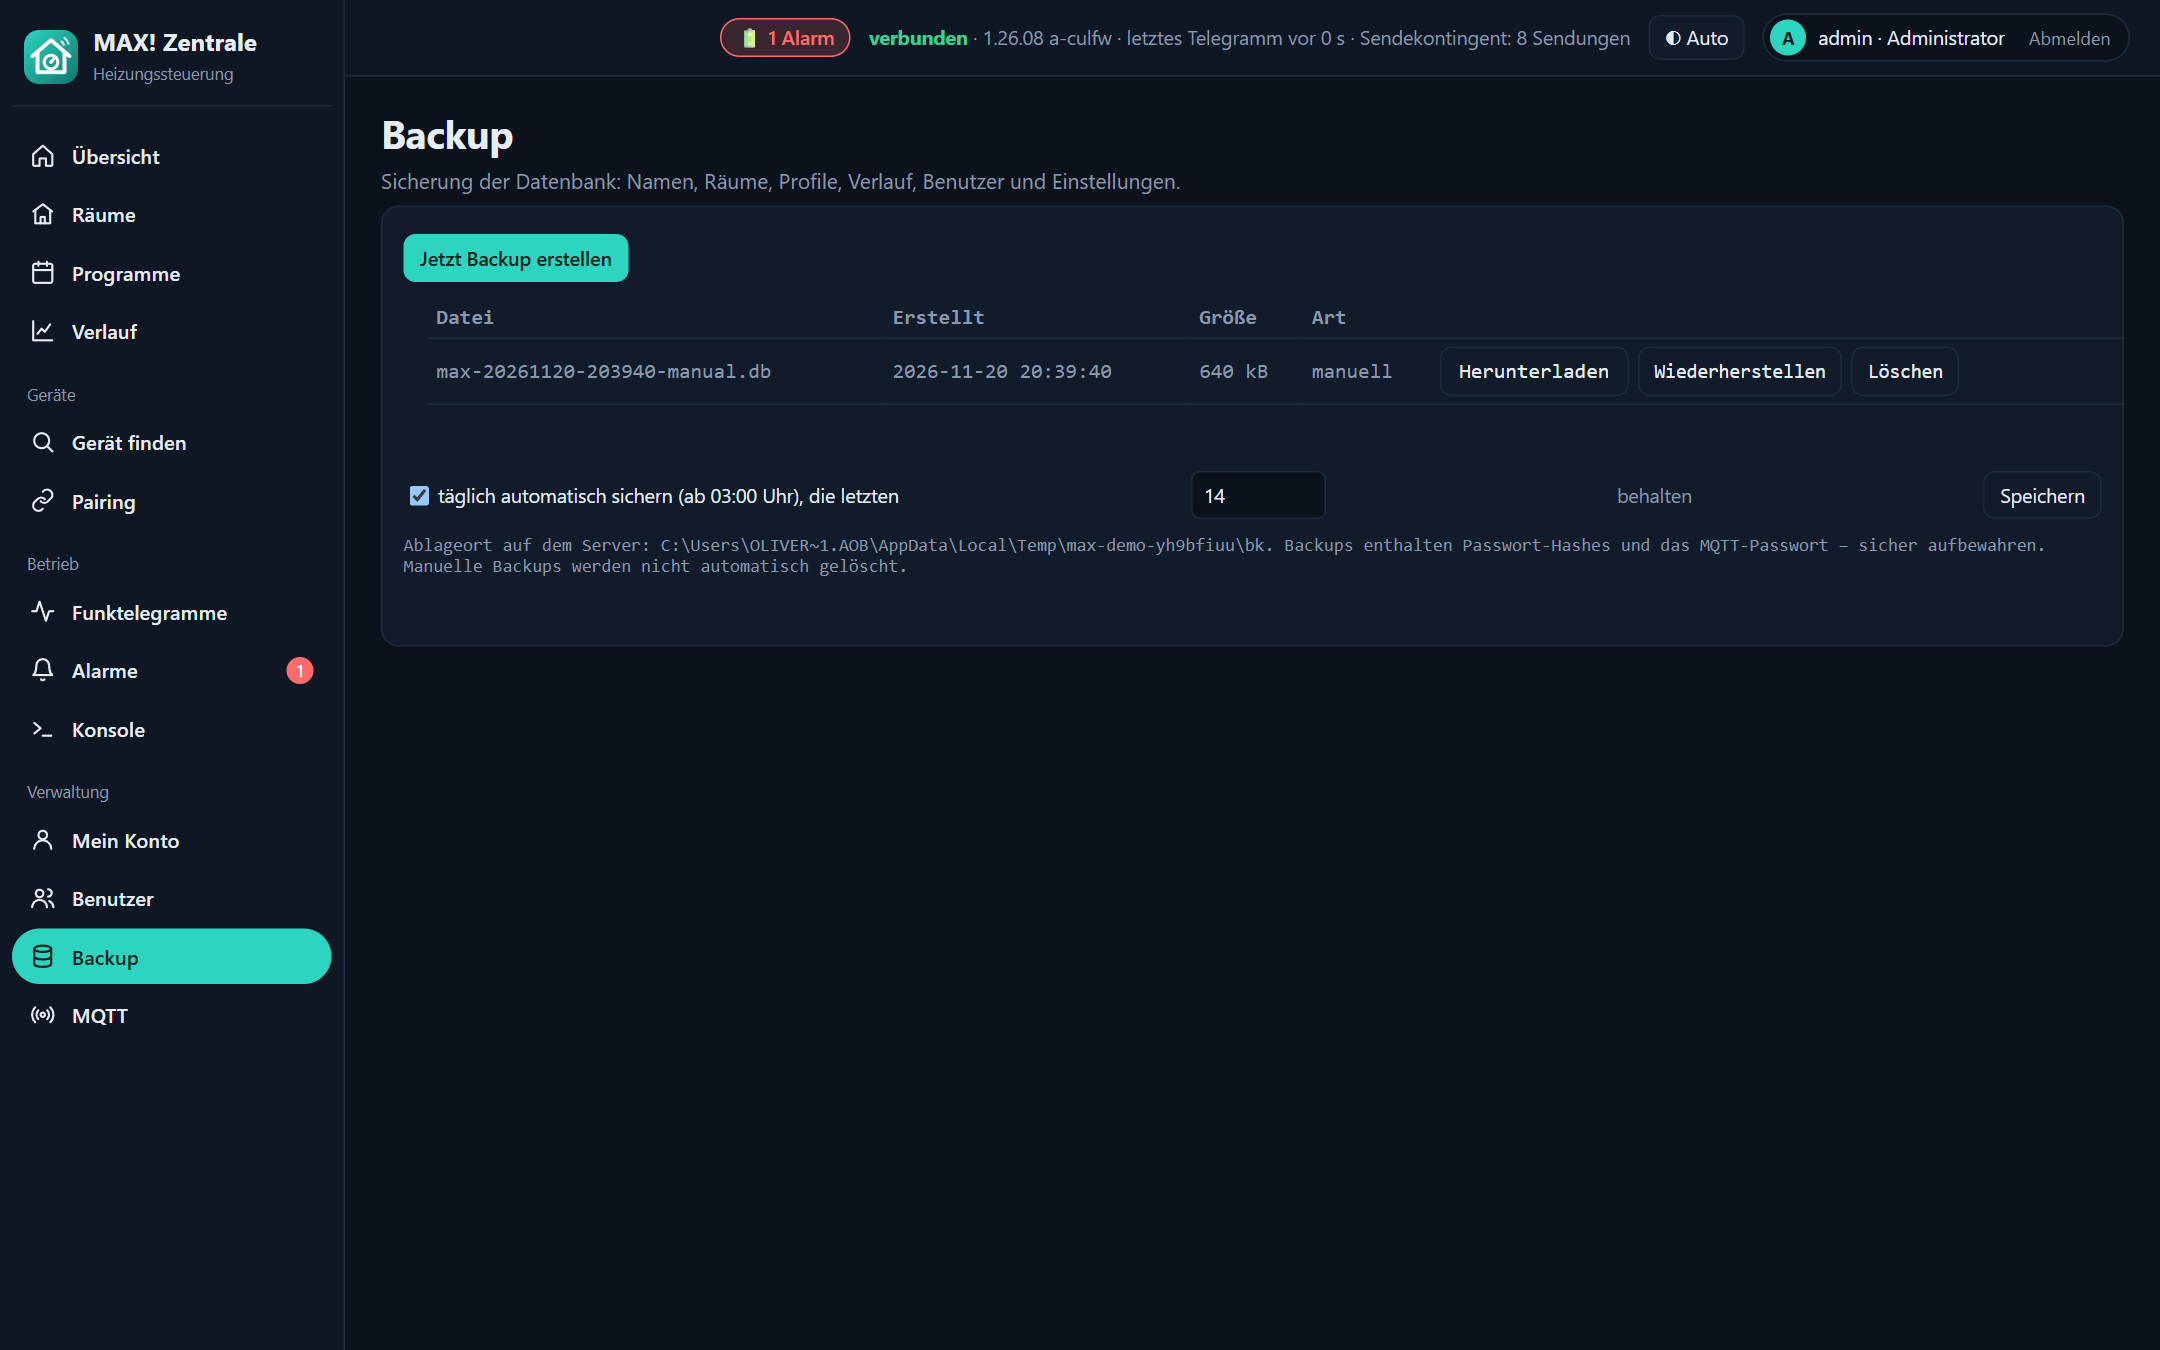 MAX! Zentrale
Heizungssteuerung
1 Alarm
verbunden · 1.26.08 a-culfw · letztes Telegramm vor 0 s · Sendekontingent: 8 Sendungen
Auto
A
admin · Administrator
Abmelden
Übersicht
Räume
Programme
Verlauf
Geräte
Gerät finden
Pairing
Betrieb
Funktelegramme
Alarme
1
Konsole
Verwaltung
Mein Konto
Benutzer
Backup
MQTT
Backup
Sicherung der Datenbank: Namen, Räume, Profile, Verlauf, Benutzer und Einstellungen.
Jetzt Backup erstellen
Datei Erstellt Größe Art
max-20261120-203940-manual.db 2026-11-20 20:39:40 640 kB manuell Herunterladen Wiederherstellen Löschen
täglich automatisch sichern (ab 03:00 Uhr), die letzten 14 behalten Speichern
Ablageort auf dem Server: C:\Users\OLIVER~1.AOB\AppData\Local\Temp\max-demo-yh9bfiuu\bk. Backups enthalten Passwort-Hashes und das MQTT-Passwort – sicher aufbewahren.
Manuelle Backups werden nicht automatisch gelöscht.